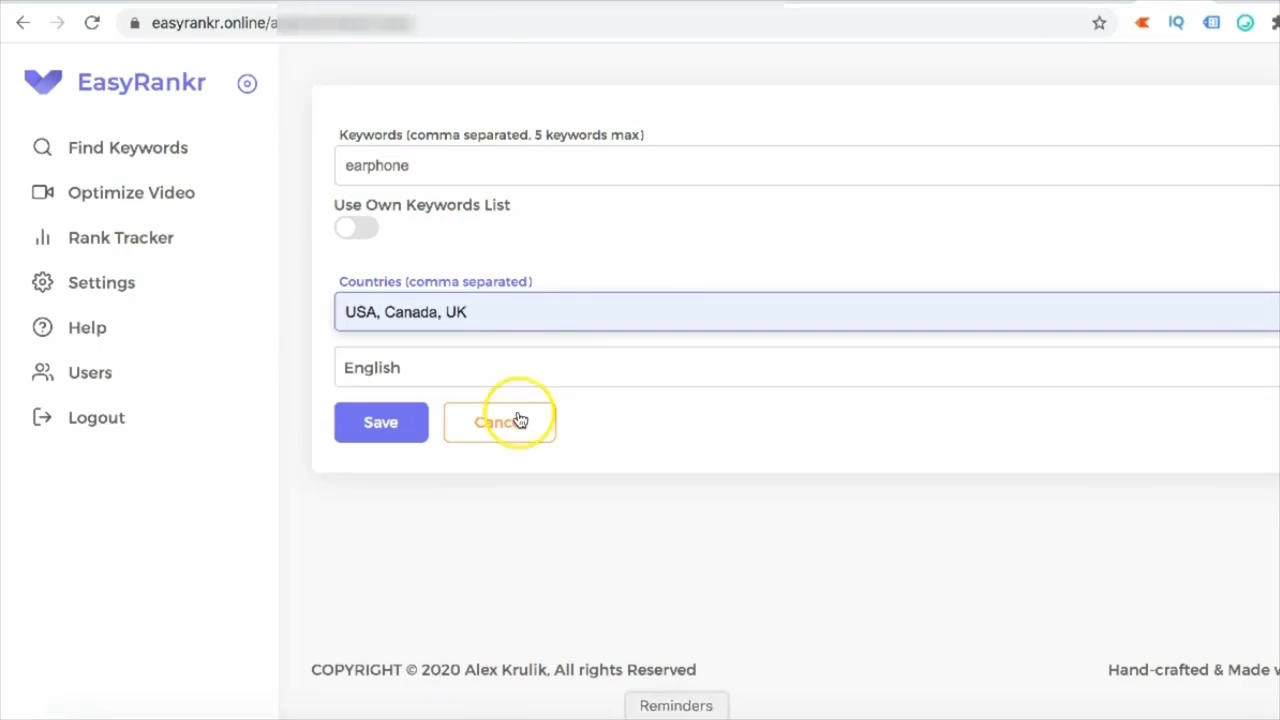 easyrankr.online/
IQ
EasyRankr
Find Keywords
Optimize Video
Rank Tracker
Settings
Help
Users
Logout
Keywords (comma separated, 5 keywords max)
earphone
Use Own Keywords List
Countries (comma separated)
USA, Canada, UK
English
Save
Cancel
COPYRIGHT © 2020 Alex Krulik, All rights Reserved
Hand-crafted & Made
Reminders